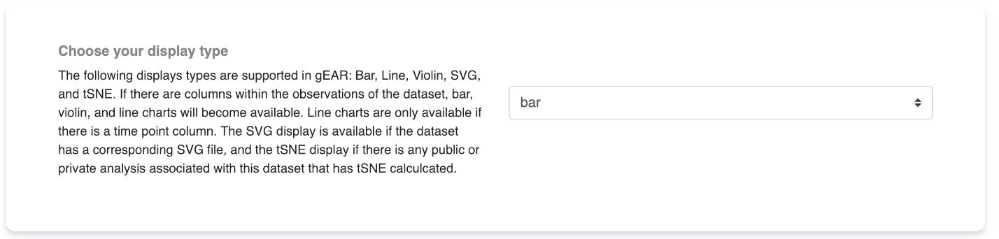 Choose your display type
The following displays types are supported in gEAR: Bar, Line, Violin, SVG,
and tSNE. If there are columns within the observations of the dataset, bar,
violin, and line charts will become available. Line charts are only available if
there is a time point column. The SVG display is available if the dataset
has a corresponding SVG file, and the tSNE display if there is any public or
private analysis associated with this dataset that has tSNE calculcated.
bar